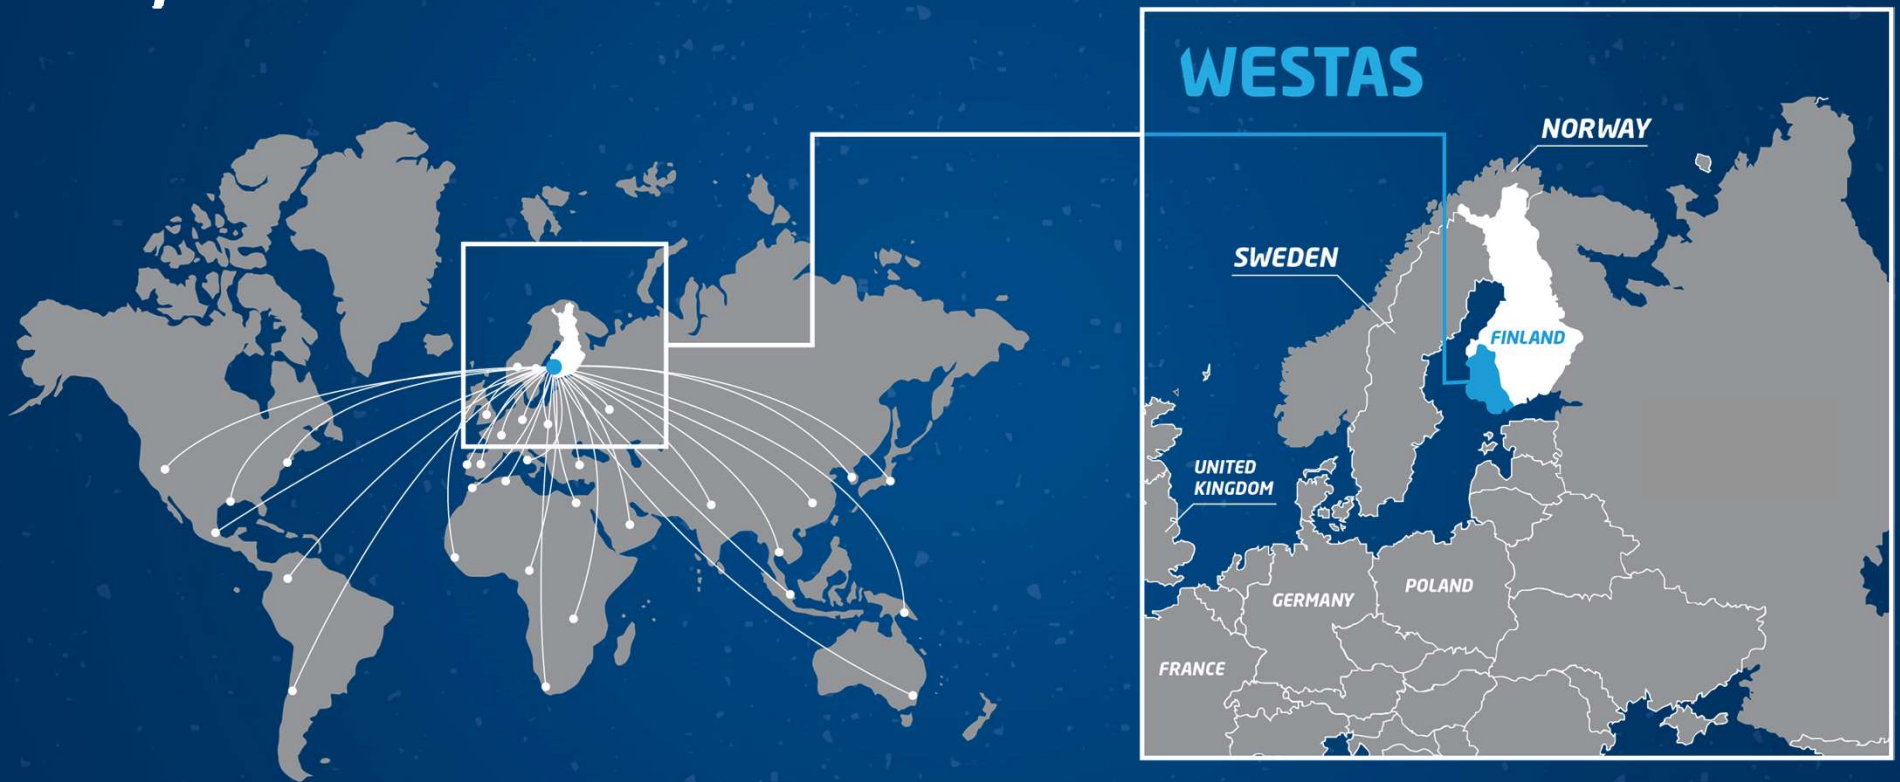 WESTAS
NORWAY
SWEDEN
FINLAND
UNITED
KINGDOM
GERMANY
POLAND
FRANCE